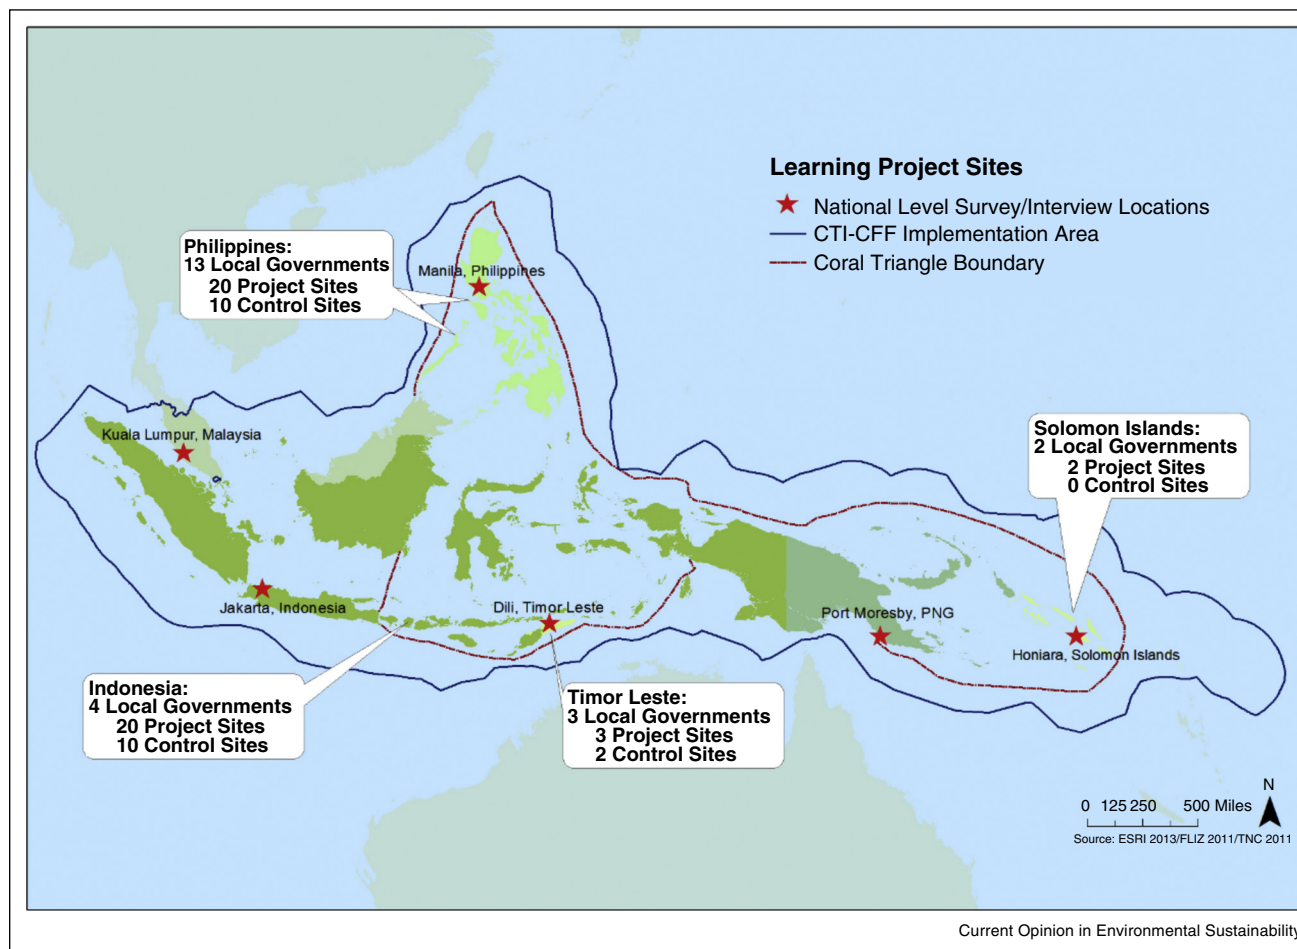 Learning Project Sites
National Level Survey/Interview Locations
CTI-CFF Implementation Area
Coral Triangle Boundary
Philippines:
13 Local Governments
20 Project Sites
10 Control Sites
Manila, Philippines
Kuala Lumpur, Malaysia
Solomon Islands:
2 Local Governments
2 Project Sites
0 Control Sites
Jakarta, Indonesia
Dili, Timor Leste
Port Moresby, PNG
Honiara, Solomon Islands
Indonesia:
4 Local Governments
20 Project Sites
10 Control Sites
Timor Leste:
3 Local Governments
3 Project Sites
2 Control Sites
N
0 125 250 500 Miles
Source: ESRI 2013/FLIZ 2011/TNC 2011
Current Opinion in Environmental Sustainability